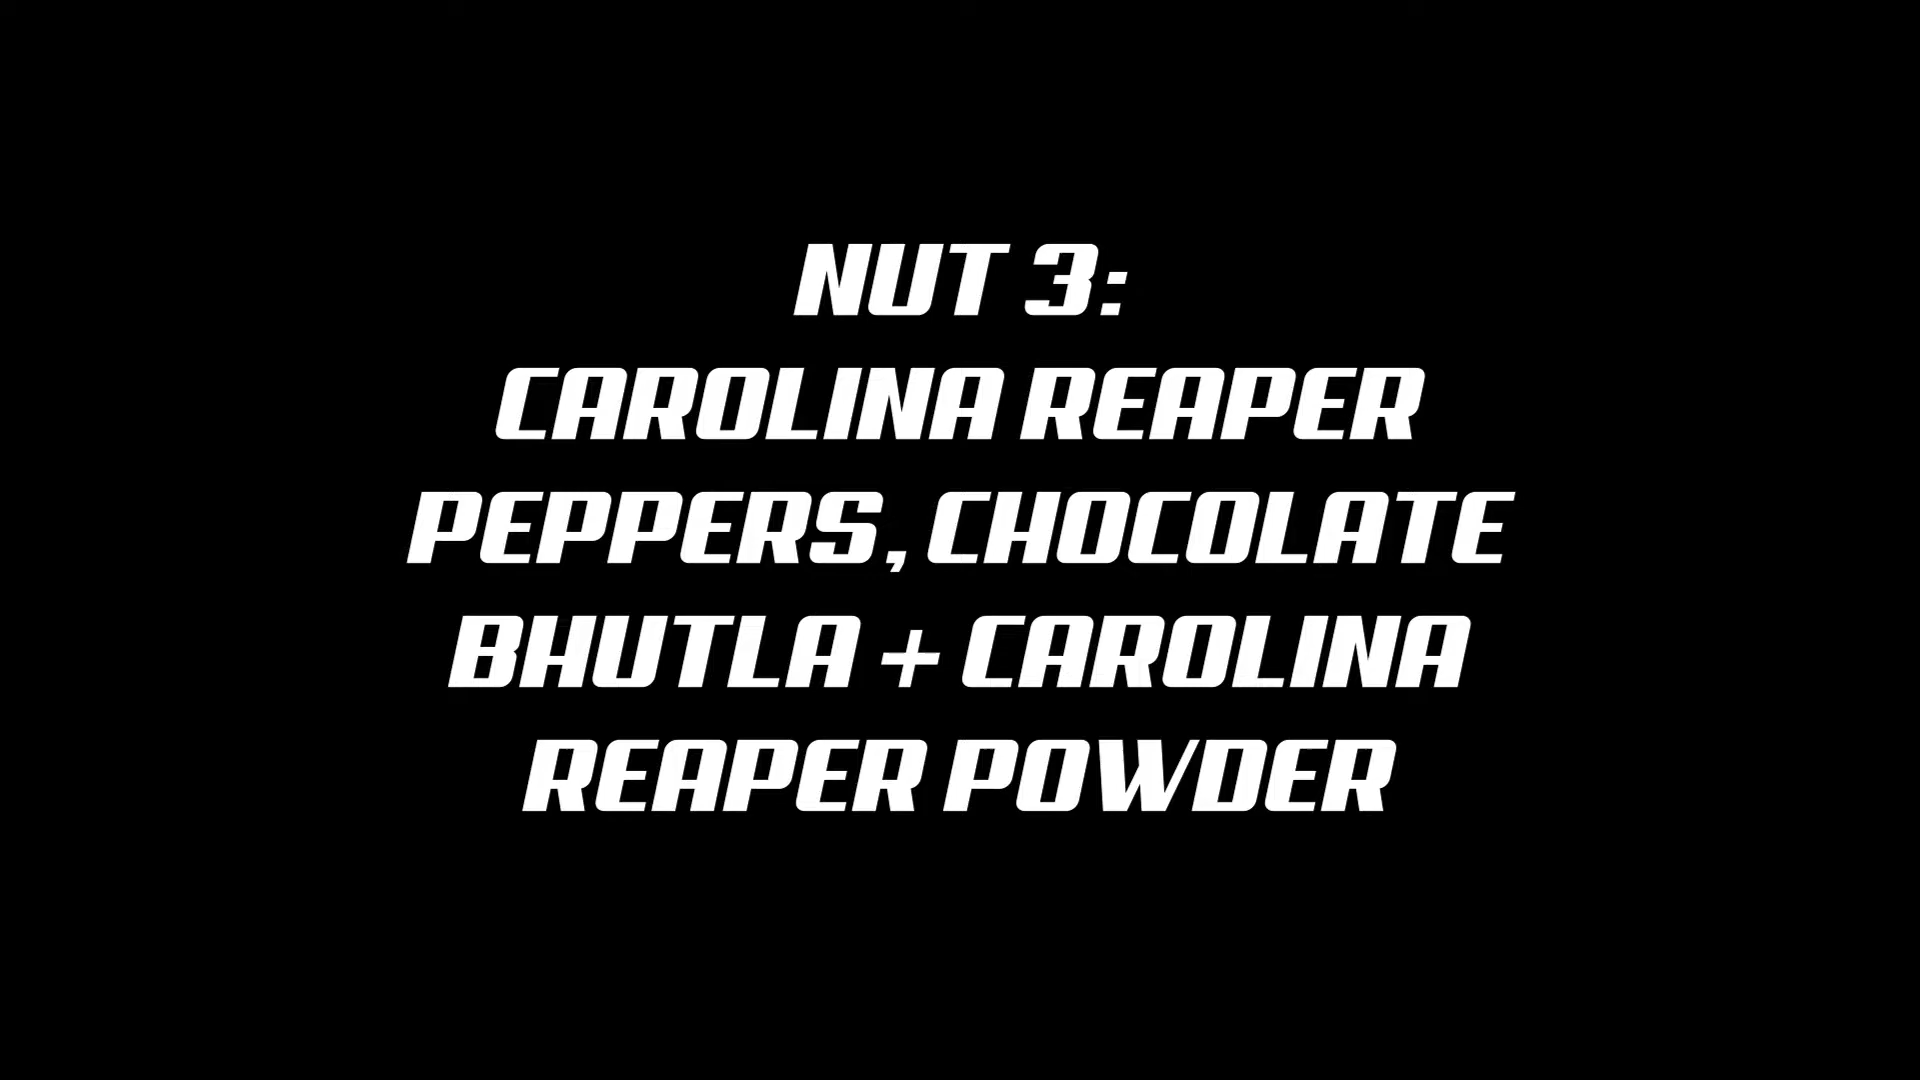 NUT 3:
CAROLINA REAPER
PEPPERS, CHOCOLATE
BHUTLA + CAROLINA
REAPER POWDER